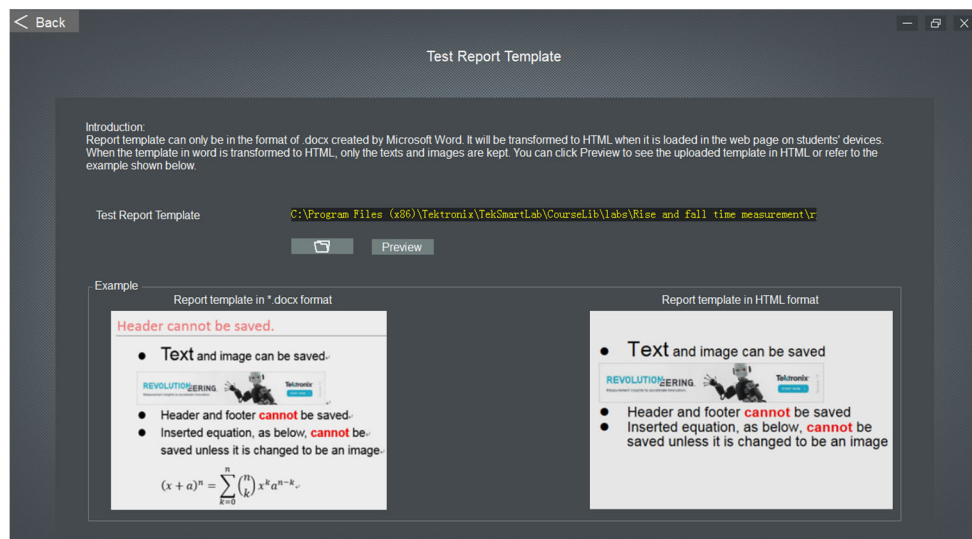 < Back
Test Report Template
Introduction:
Report template can only be in the format of .docx created by Microsoft Word. It will be transformed to HTML when it is loaded in the web page on students' devices.
When the template in word is transformed to HTML, only the texts and images are kept. You can click Preview to see the uploaded template in HTML or refer to the
example shown below.
Test Report Template
C:\Program Files (x86)\Tektronix\TekSmartLab\CourseLib\labs\Rise and fall time measurement\r
Preview
Example
Report template in *.docx format
Header cannot be saved.
● Text and image can be saved
REVOLUTIONEERING
Tektronix
● Header and footer cannot be saved
● Inserted equation, as below, cannot be
saved unless it is changed to be an image
(x + a)ⁿ = ∑ₖ₌₀ⁿ (n k) xᵏaⁿ⁻ᵏ
Report template in HTML format
● Text and image can be saved
REVOLUTIONEERING
Tektronix
● Header and footer cannot be saved
● Inserted equation, as below, cannot be
saved unless it is changed to be an image